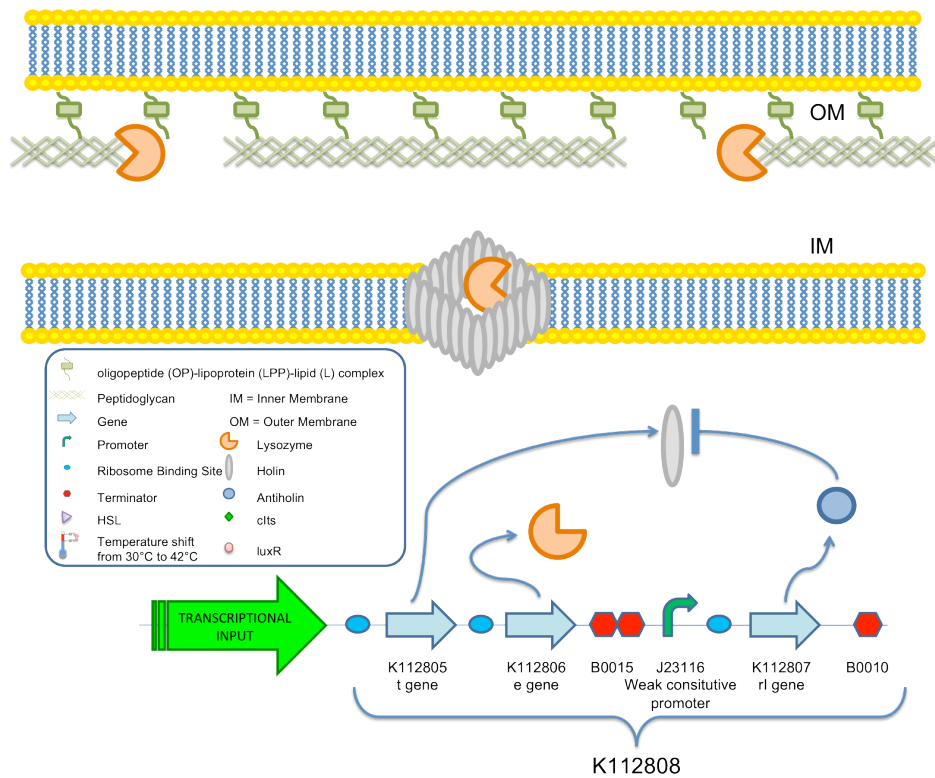 OM
IM
oligopeptide (OP)-lipoprotein (LPP)-lipid (L) complex
Peptidoglycan
IM = Inner Membrane
Gene
OM = Outer Membrane
Promoter
Lysozyme
Ribosome Binding Site
Holin
Terminator
Antiholin
HSL
cIts
Temperature shift
from 30°C to 42°C
luxR
TRANSCRIPTIONAL
INPUT
K112805
t gene
K112806
e gene
B0015
J23116
Weak consitutive
promoter
K112807
rI gene
B0010
K112808